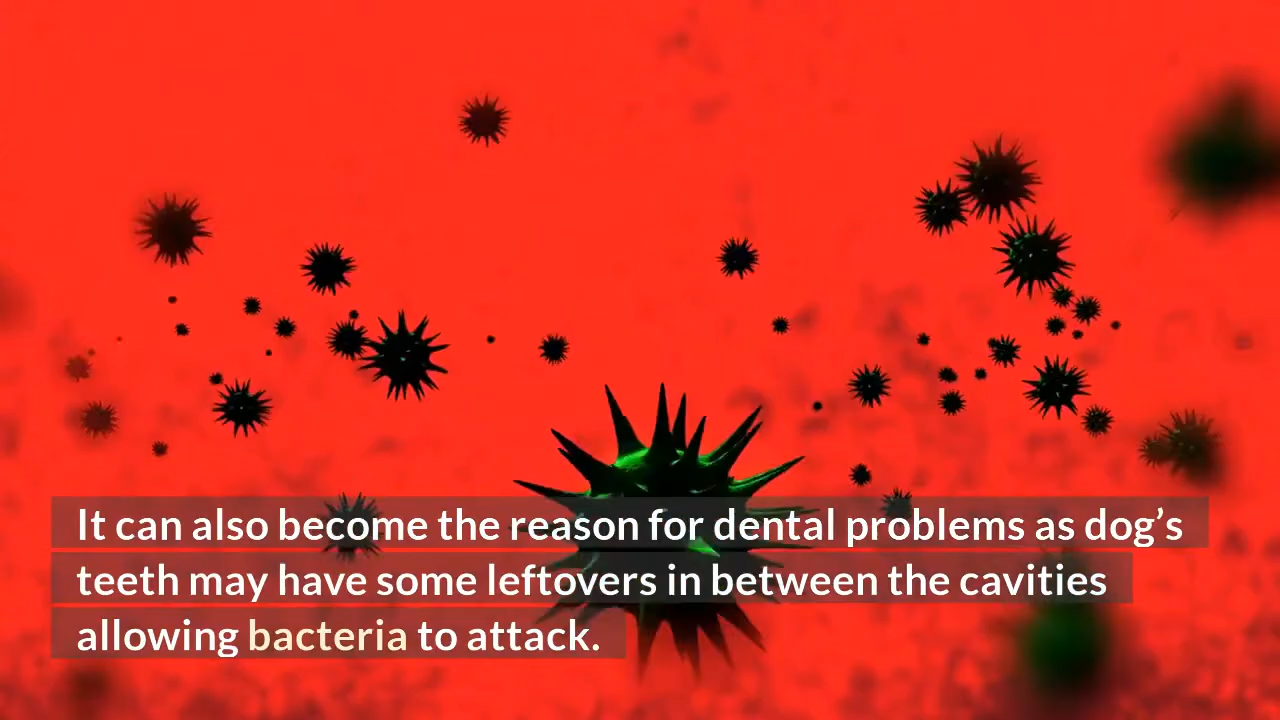 It can also become the reason for dental problems as dog’s
teeth may have some leftovers in between the cavities
allowing bacteria to attack.